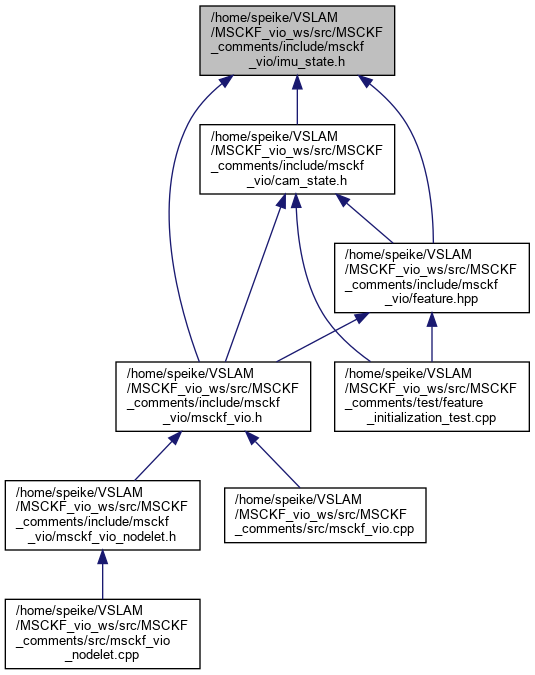 /home/speike/VSLAM
/MSCKF_vio_ws/src/MSCKF
_comments/include/msckf
_vio/imu_state.h
/home/speike/VSLAM
/MSCKF_vio_ws/src/MSCKF
_comments/include/msckf
_vio/cam_state.h
/home/speike/VSLAM
/MSCKF_vio_ws/src/MSCKF
_comments/include/msckf
_vio/feature.hpp
/home/speike/VSLAM
/MSCKF_vio_ws/src/MSCKF
_comments/include/msckf
_vio/msckf_vio.h
/home/speike/VSLAM
/MSCKF_vio_ws/src/MSCKF
_comments/test/feature
_initialization_test.cpp
/home/speike/VSLAM
/MSCKF_vio_ws/src/MSCKF
_comments/include/msckf
_vio/msckf_vio_nodelet.h
/home/speike/VSLAM
/MSCKF_vio_ws/src/MSCKF
_comments/src/msckf_vio.cpp
/home/speike/VSLAM
/MSCKF_vio_ws/src/MSCKF
_comments/src/msckf_vio
_nodelet.cpp